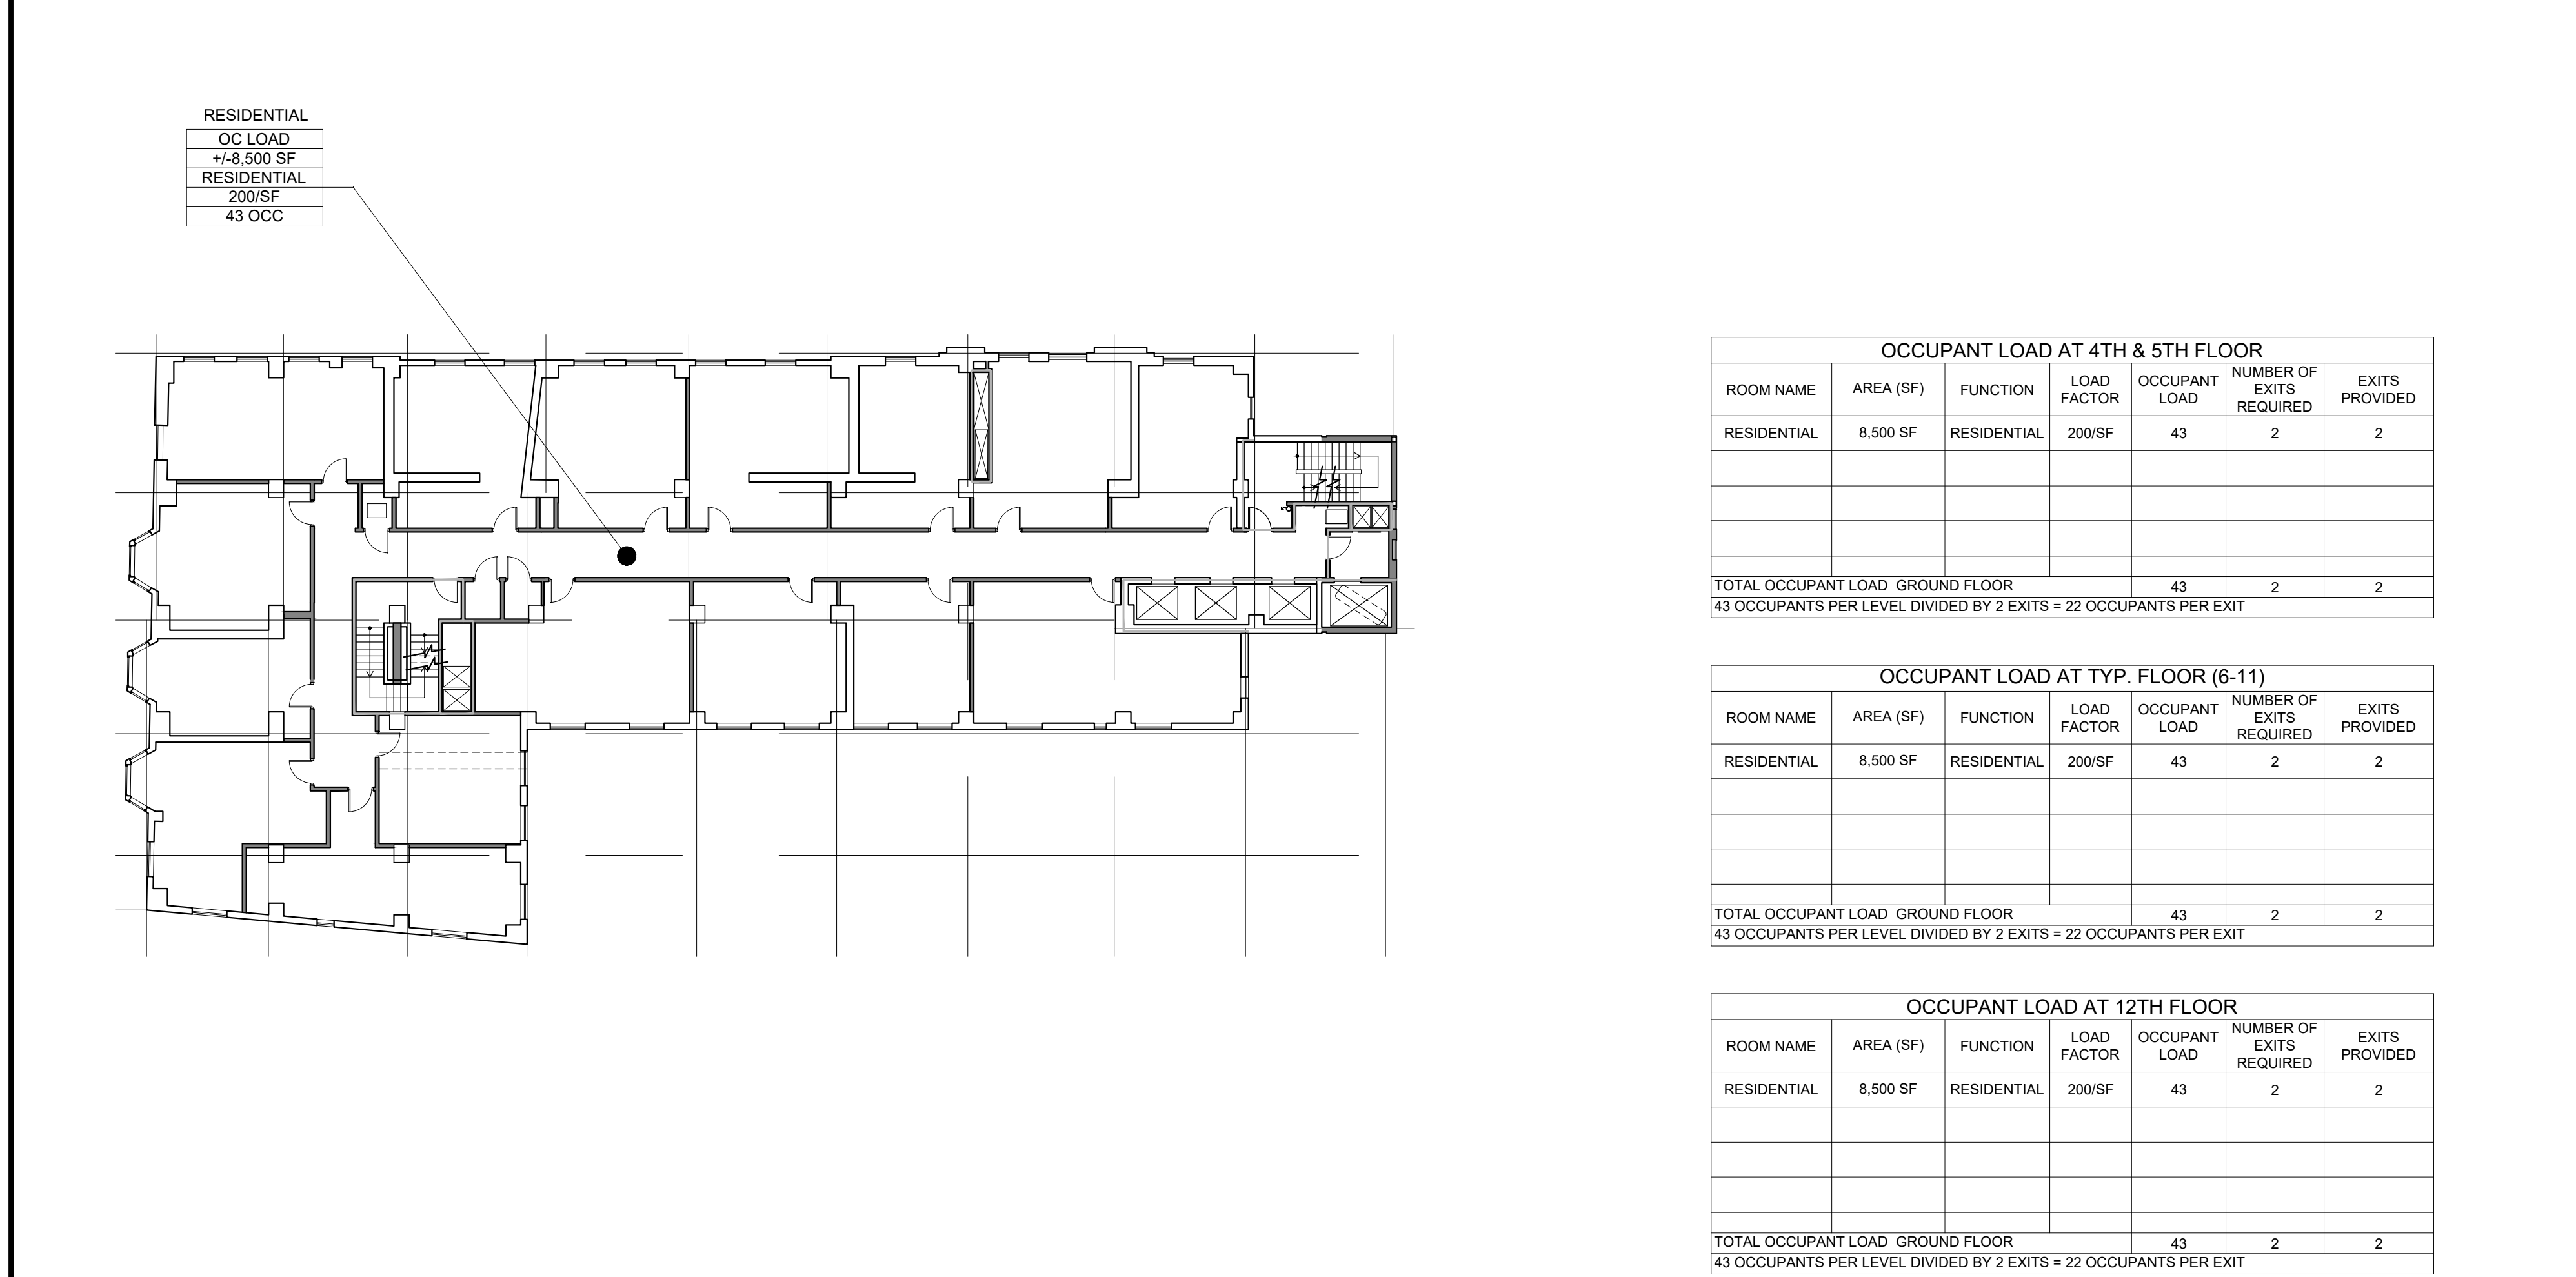 RESIDENTIAL
OC LOAD
+/-8,500 SF
RESIDENTIAL
200/SF
43 OCC
OCCUPANT LOAD AT 4TH & 5TH FLOOR
ROOM NAME AREA (SF) FUNCTION LOAD FACTOR OCCUPANT LOAD NUMBER OF EXITS REQUIRED EXITS PROVIDED
RESIDENTIAL 8,500 SF RESIDENTIAL 200/SF 43 2 2
TOTAL OCCUPANT LOAD GROUND FLOOR 43 2 2
43 OCCUPANTS PER LEVEL DIVIDED BY 2 EXITS = 22 OCCUPANTS PER EXIT
OCCUPANT LOAD AT TYP. FLOOR (6-11)
ROOM NAME AREA (SF) FUNCTION LOAD FACTOR OCCUPANT LOAD NUMBER OF EXITS REQUIRED EXITS PROVIDED
RESIDENTIAL 8,500 SF RESIDENTIAL 200/SF 43 2 2
TOTAL OCCUPANT LOAD GROUND FLOOR 43 2 2
43 OCCUPANTS PER LEVEL DIVIDED BY 2 EXITS = 22 OCCUPANTS PER EXIT
OCCUPANT LOAD AT 12TH FLOOR
ROOM NAME AREA (SF) FUNCTION LOAD FACTOR OCCUPANT LOAD NUMBER OF EXITS REQUIRED EXITS PROVIDED
RESIDENTIAL 8,500 SF RESIDENTIAL 200/SF 43 2 2
TOTAL OCCUPANT LOAD GROUND FLOOR 43 2 2
43 OCCUPANTS PER LEVEL DIVIDED BY 2 EXITS = 22 OCCUPANTS PER EXIT